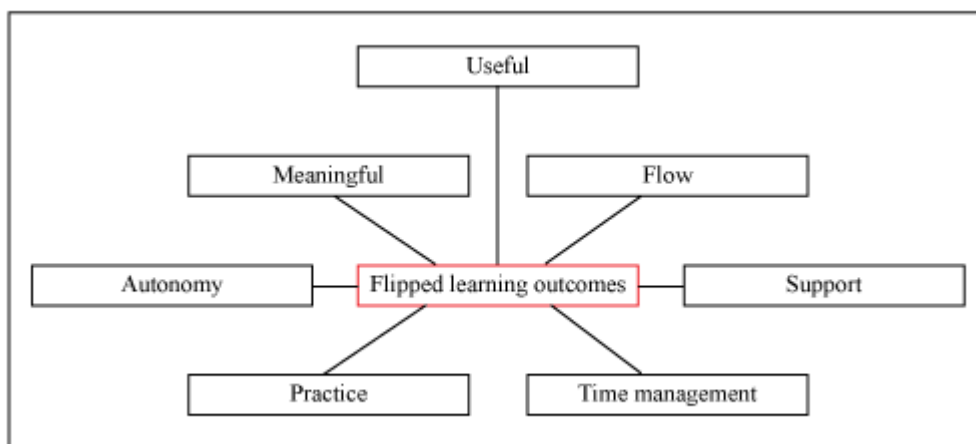 Useful
Meaningful
Flow
Autonomy
Flipped learning outcomes
Support
Practice
Time management